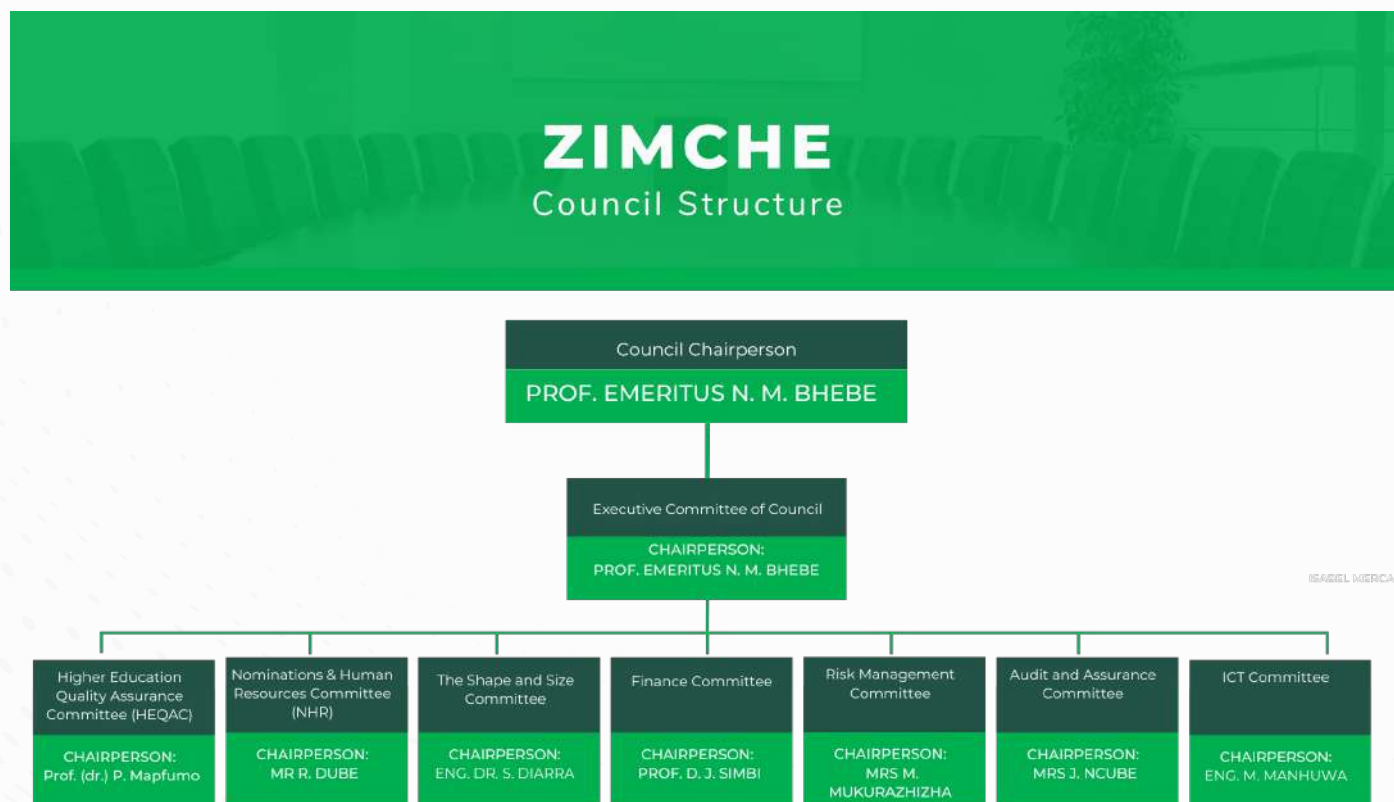 ZIMCHE
Council Structure
Council Chairperson
PROF. EMERITUS N. M. BHEBE
Executive Committee of Council
CHAIRPERSON:
PROF. EMERITUS N. M. BHEBE
ISABEL MERCA
Higher Education
Quality Assurance
Committee (HEQAC)
CHAIRPERSON:
Prof. (dr.) P. Mapfumo
Nominations & Human
Resources Committee
(NHR)
CHAIRPERSON:
MR R. DUBE
The Shape and Size
Committee
CHAIRPERSON:
ENG. DR. S. DIARRA
Finance Committee
CHAIRPERSON:
PROF. D. J. SIMBI
Risk Management
Committee
CHAIRPERSON:
MRS M.
MUKURAZHIZHA
Audit and Assurance
Committee
CHAIRPERSON:
MRS J. NCUBE
ICT Committee
CHAIRPERSON:
ENG. M. MANHUWA